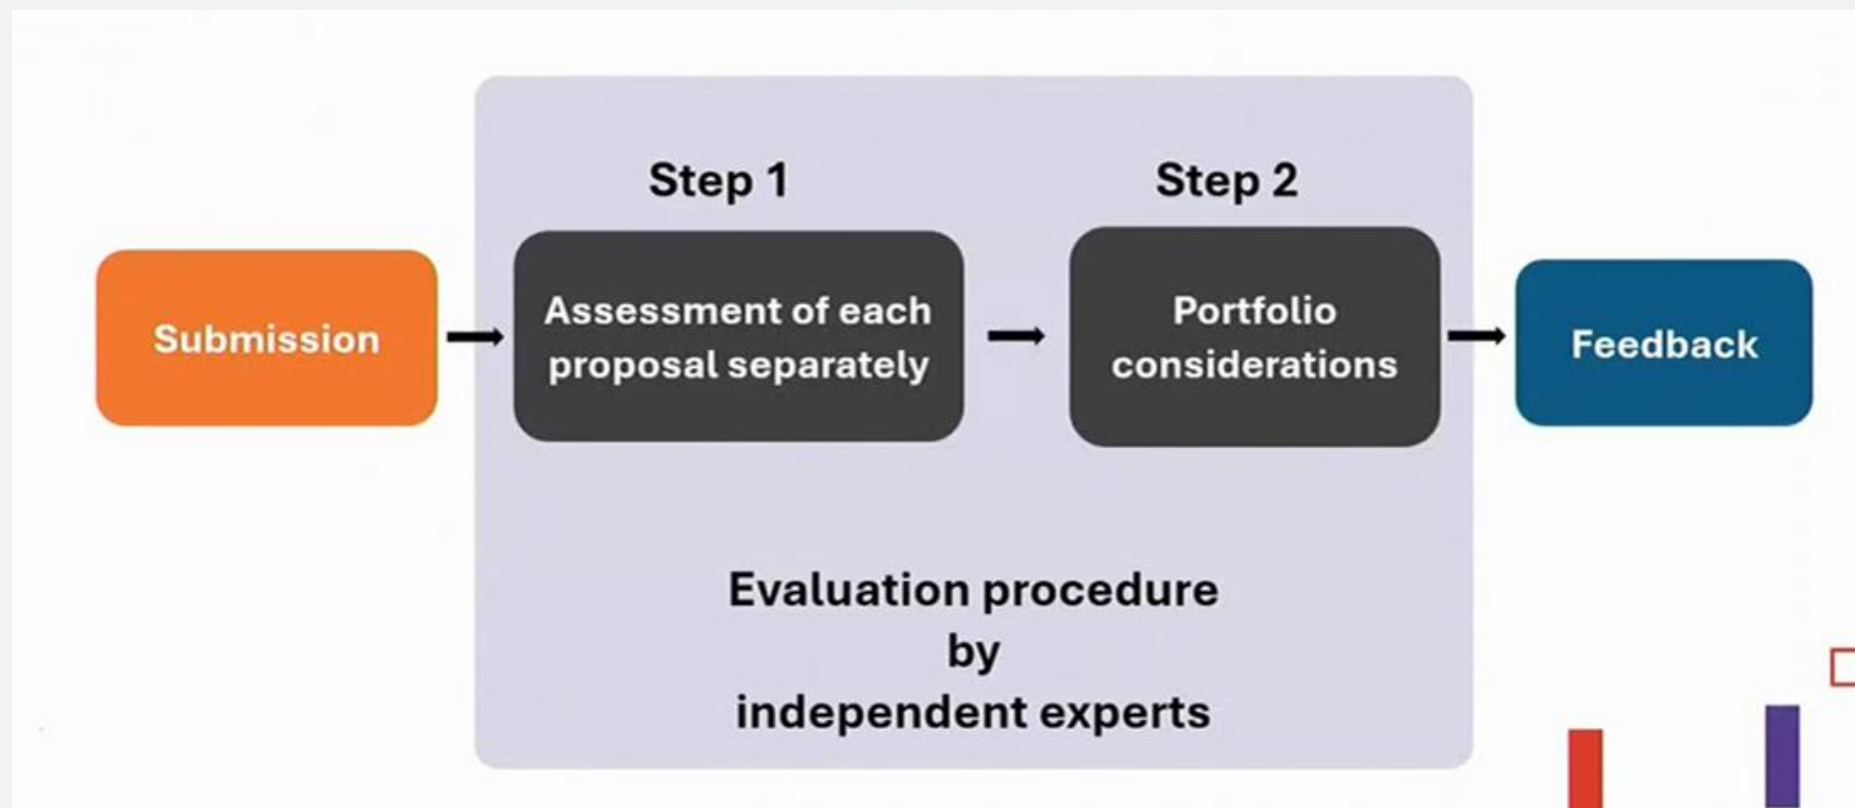 Step 1
Step 2
Submission
Assessment of each
proposal separately
Portfolio
considerations
Feedback
Evaluation procedure
by
independent experts